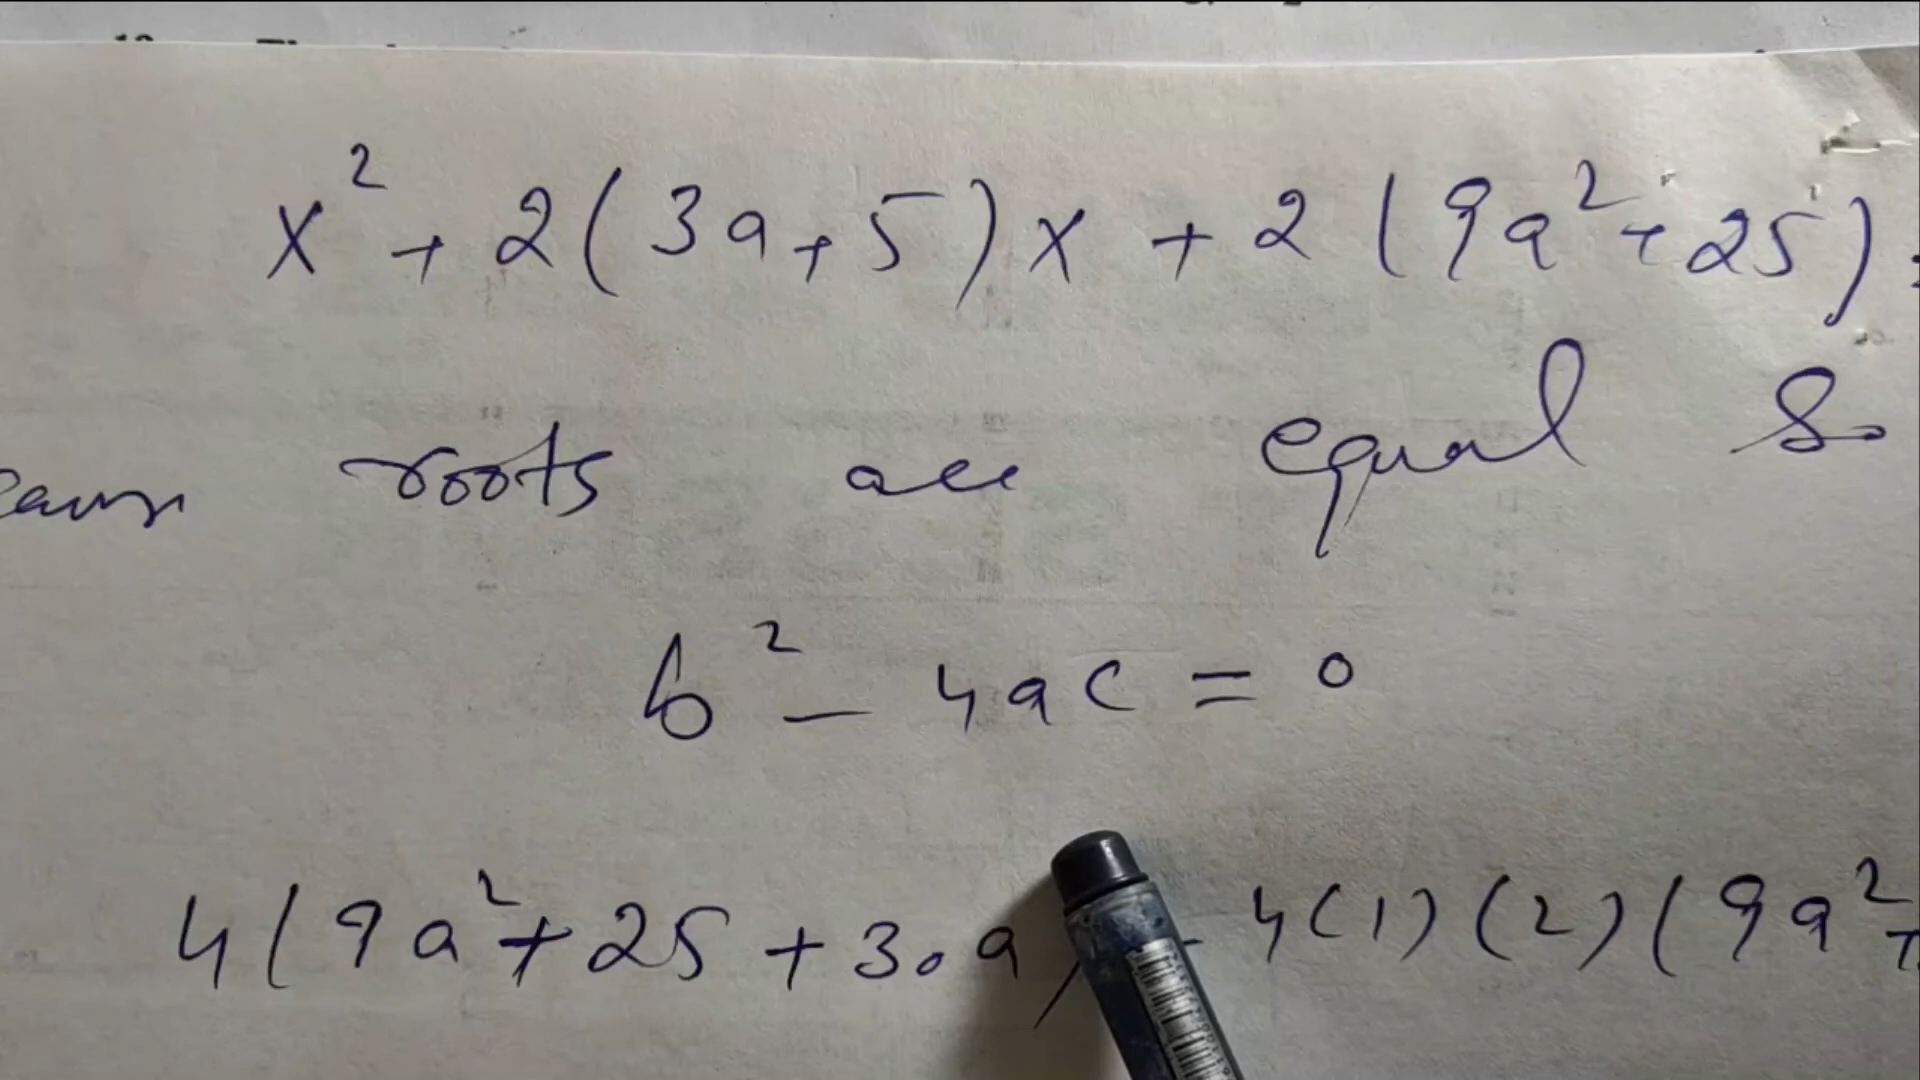 x² + 2(3a+5)x + 2(9a²+25)
roots are equal So
b² - 4ac = 0
4(9a²+25+30a) - 4(1)(2)(9a²+